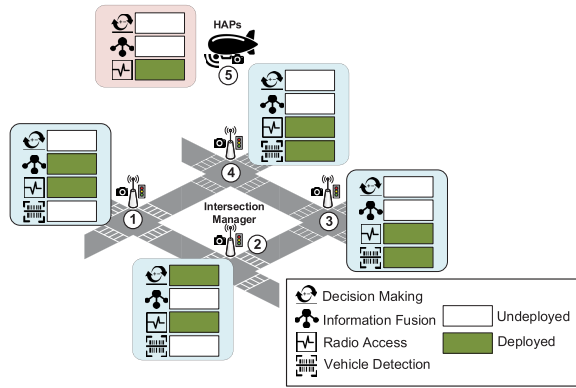 HAPs
5
4
1
Intersection
Manager
3
2
Decision Making
Information Fusion
Radio Access
Vehicle Detection
Undeployed
Deployed